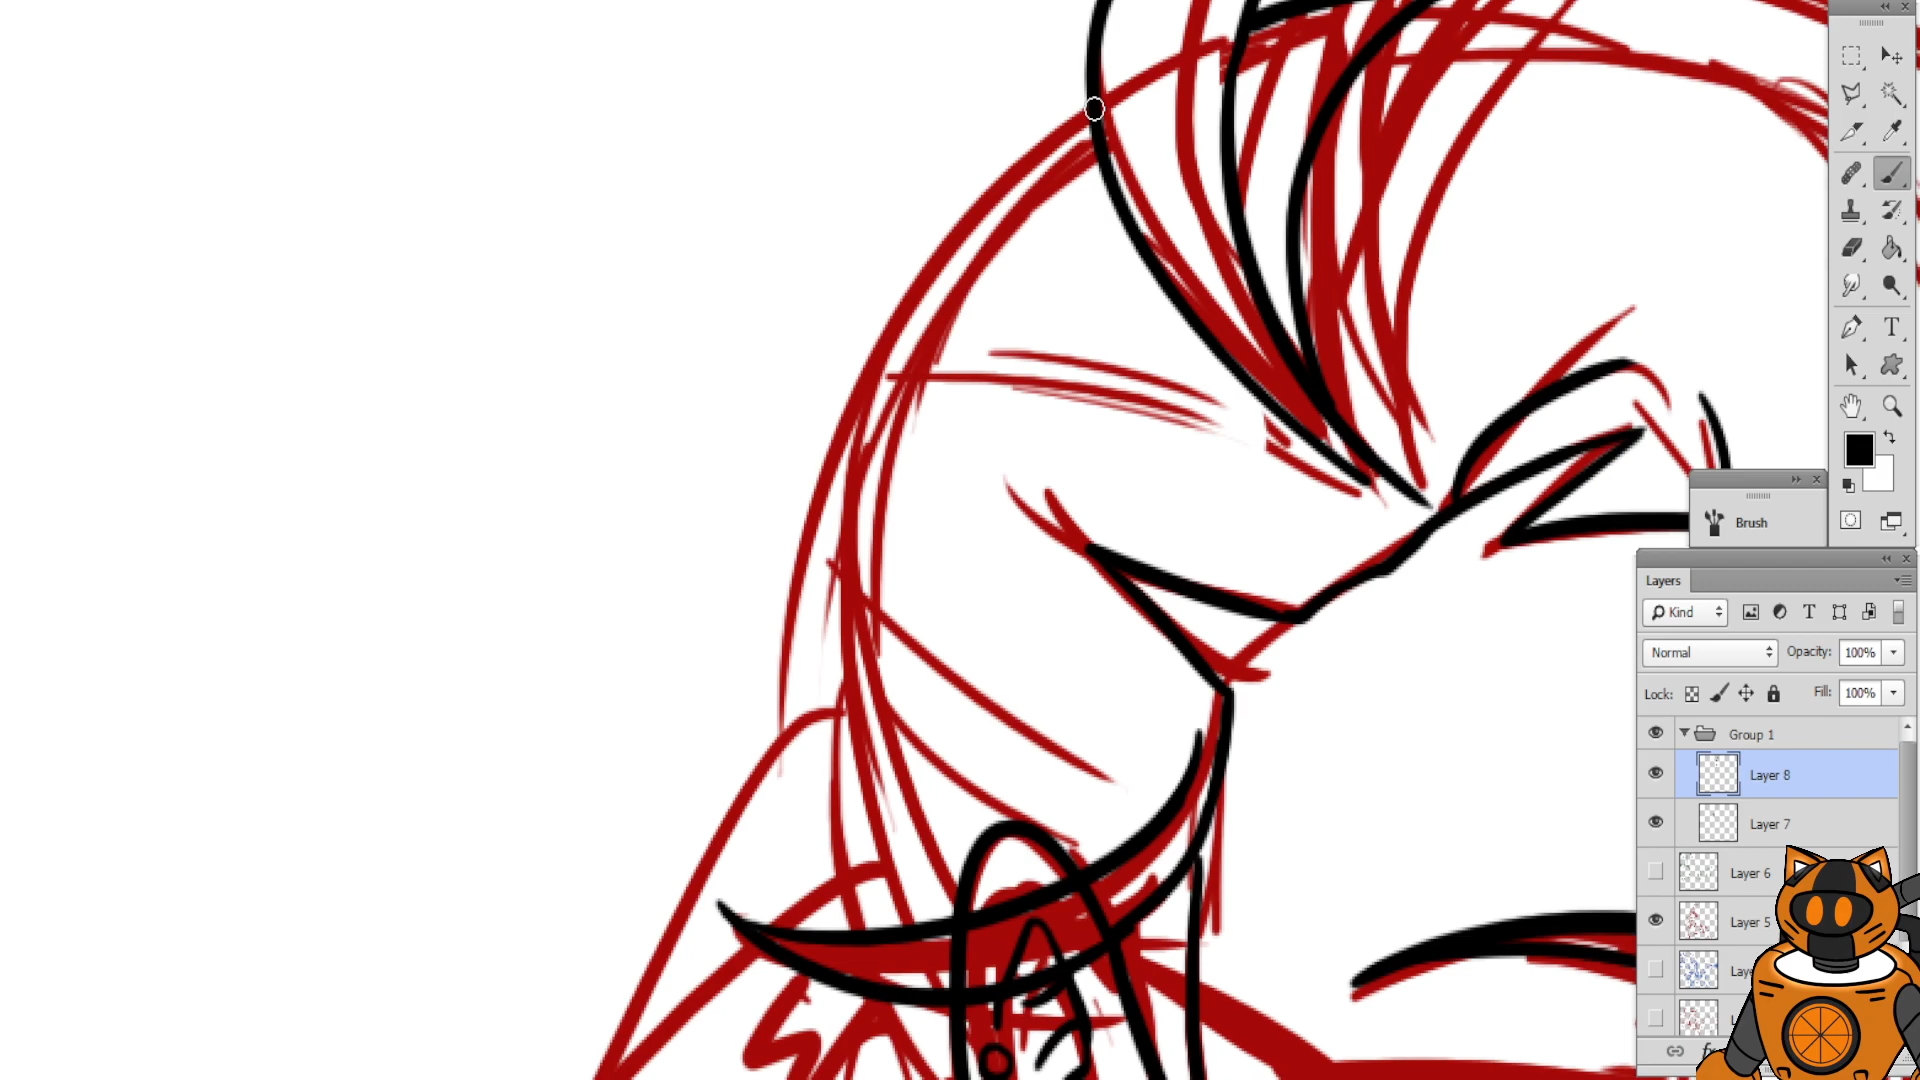 T
Brush
Layers
Kind
T
Normal
Opacity: 100%
Lock:
Fill: 100%
Group 1
Layer 8
Layer 7
Layer 6
Layer 5